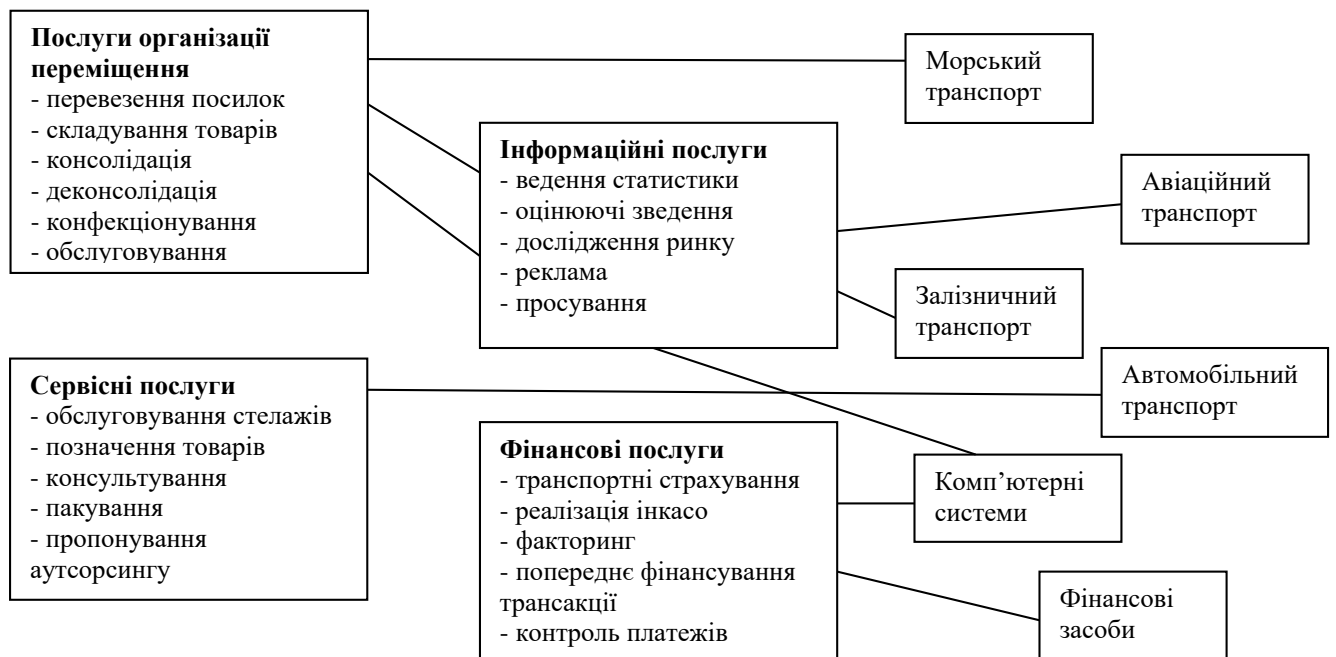 Послуги організації
переміщення
- перевезення посилок
- складування товарів
- консолідація
- деконсолідація
- конфекціонування
- обслуговування
Морський
транспорт
Інформаційні послуги
- ведення статистики
- оцінюючі зведення
- дослідження ринку
- реклама
- просування
Авіаційний
транспорт
Залізничний
транспорт
Сервісні послуги
- обслуговування стелажів
- позначення товарів
- консультування
- пакування
- пропонування
аутсорсингу
Автомобільний
транспорт
Фінансові послуги
- транспортні страхування
- реалізація інкасо
- факторинг
- попереднє фінансування
трансакції
- контроль платежів
Комп’ютерні
системи
Фінансові
засоби